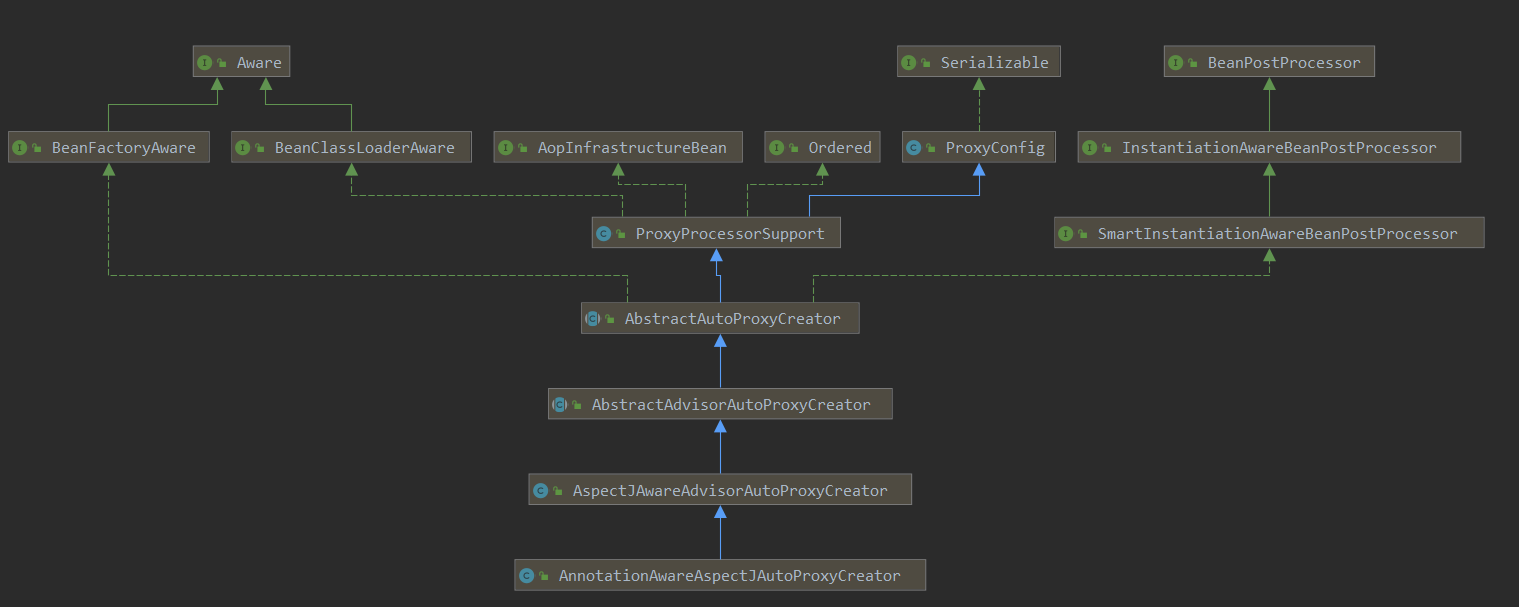 Aware
Serializable
BeanPostProcessor
BeanFactoryAware
BeanClassLoaderAware
AopInfrastructureBean
Ordered
ProxyConfig
InstantiationAwareBeanPostProcessor
ProxyProcessorSupport
SmartInstantiationAwareBeanPostProcessor
AbstractAutoProxyCreator
AbstractAdvisorAutoProxyCreator
AspectJAwareAdvisorAutoProxyCreator
AnnotationAwareAspectJAutoProxyCreator